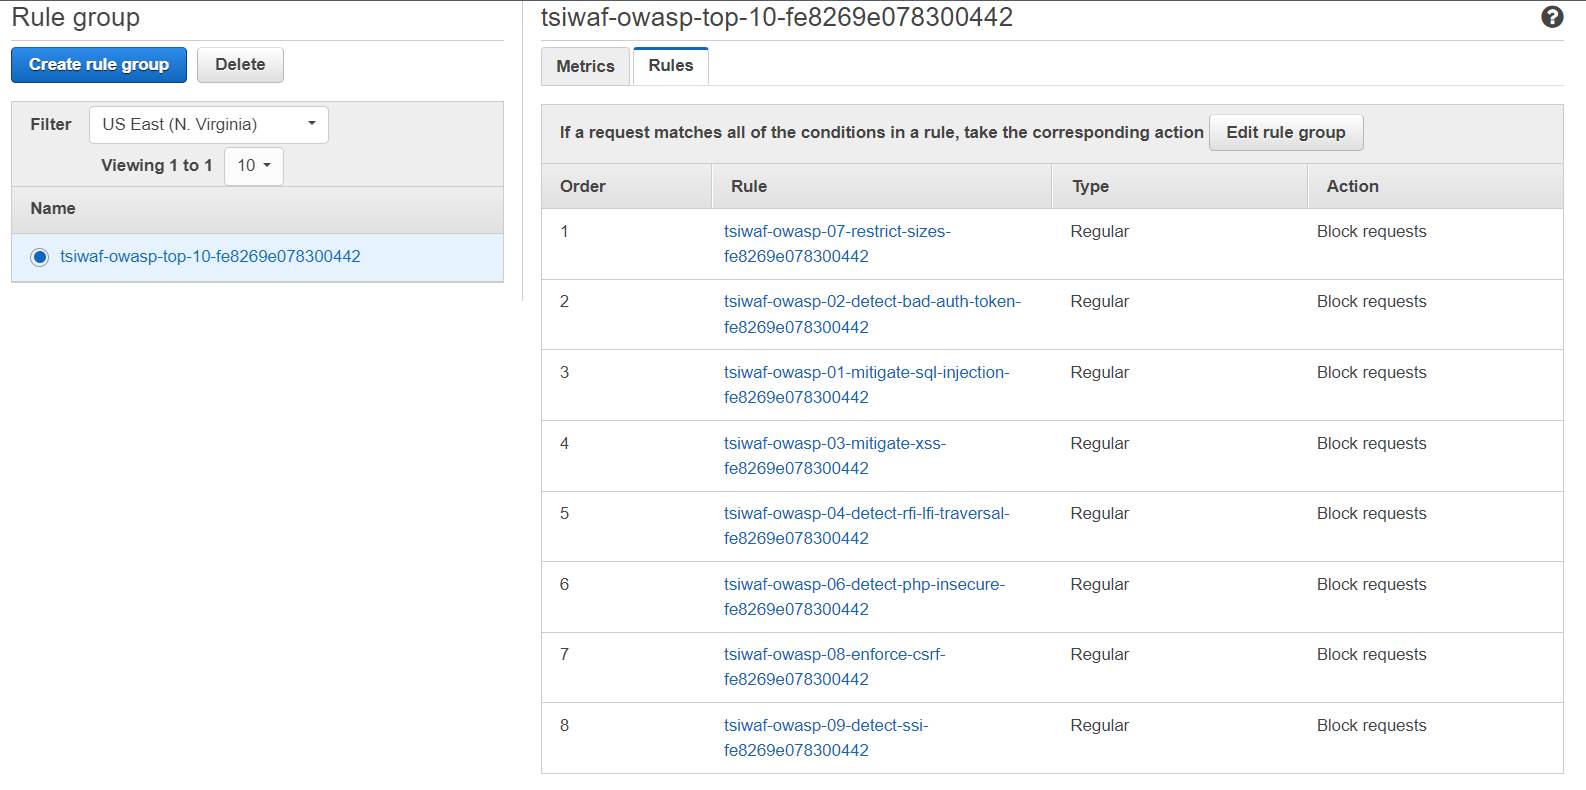 Rule group
Create rule group
Delete
Filter
US East (N. Virginia)
Viewing 1 to 1
10
Name
tsiwaf-owasp-top-10-fe8269e078300442
tsiwaf-owasp-top-10-fe8269e078300442
?
Metrics
Rules
If a request matches all of the conditions in a rule, take the corresponding action
Edit rule group
Order Rule Type Action
1 tsiwaf-owasp-07-restrict-sizes- Regular Block requests
fe8269e078300442
2 tsiwaf-owasp-02-detect-bad-auth-token- Regular Block requests
fe8269e078300442
3 tsiwaf-owasp-01-mitigate-sql-injection- Regular Block requests
fe8269e078300442
4 tsiwaf-owasp-03-mitigate-xss- Regular Block requests
fe8269e078300442
5 tsiwaf-owasp-04-detect-rfi-lfi-traversal- Regular Block requests
fe8269e078300442
6 tsiwaf-owasp-06-detect-php-insecure- Regular Block requests
fe8269e078300442
7 tsiwaf-owasp-08-enforce-csrf- Regular Block requests
fe8269e078300442
8 tsiwaf-owasp-09-detect-ssi- Regular Block requests
fe8269e078300442